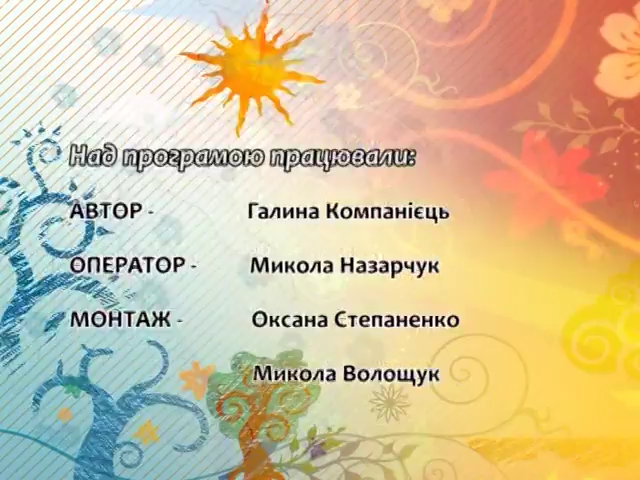 Над програмою працювали:
АВТОР - Галина Компанієць
ОПЕРАТОР - Микола Назарчук
МОНТАЖ - Оксана Степаненко
Микола Волощук